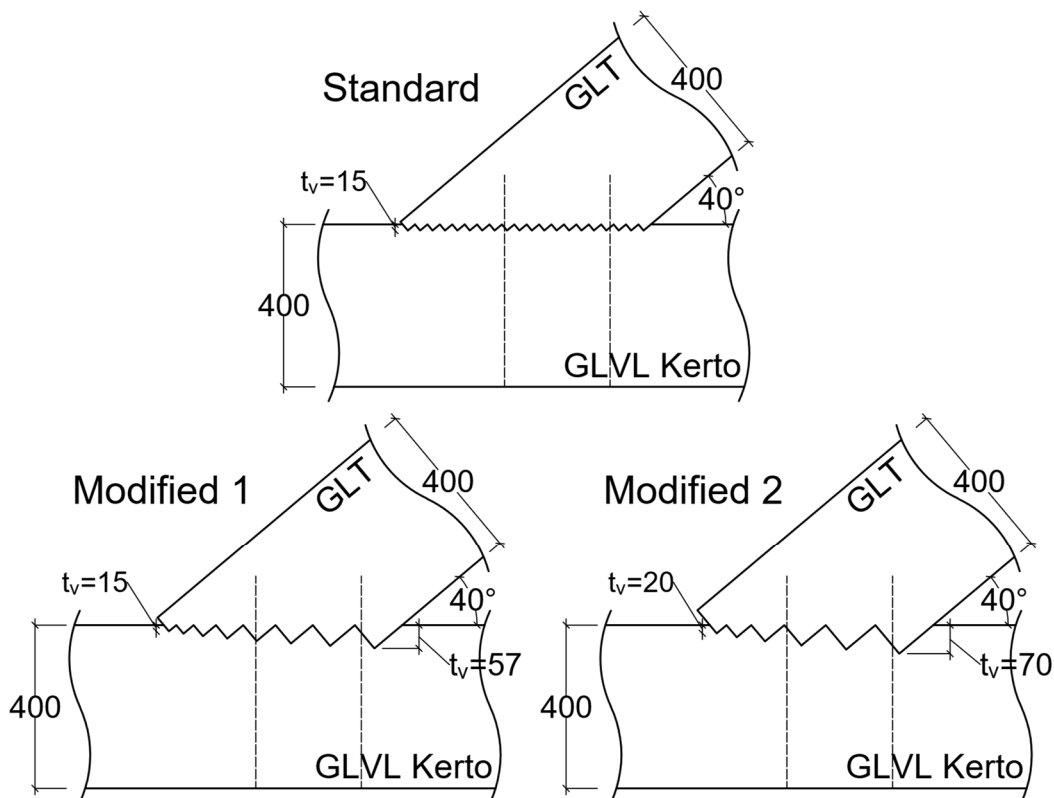 Standard
GLT
400
tv=15
40°
400
GLVL Kerto
Modified 1
GLT
400
tv=15
40°
tv=57
400
GLVL Kerto
Modified 2
GLT
400
tv=20
40°
tv=70
400
GLVL Kerto